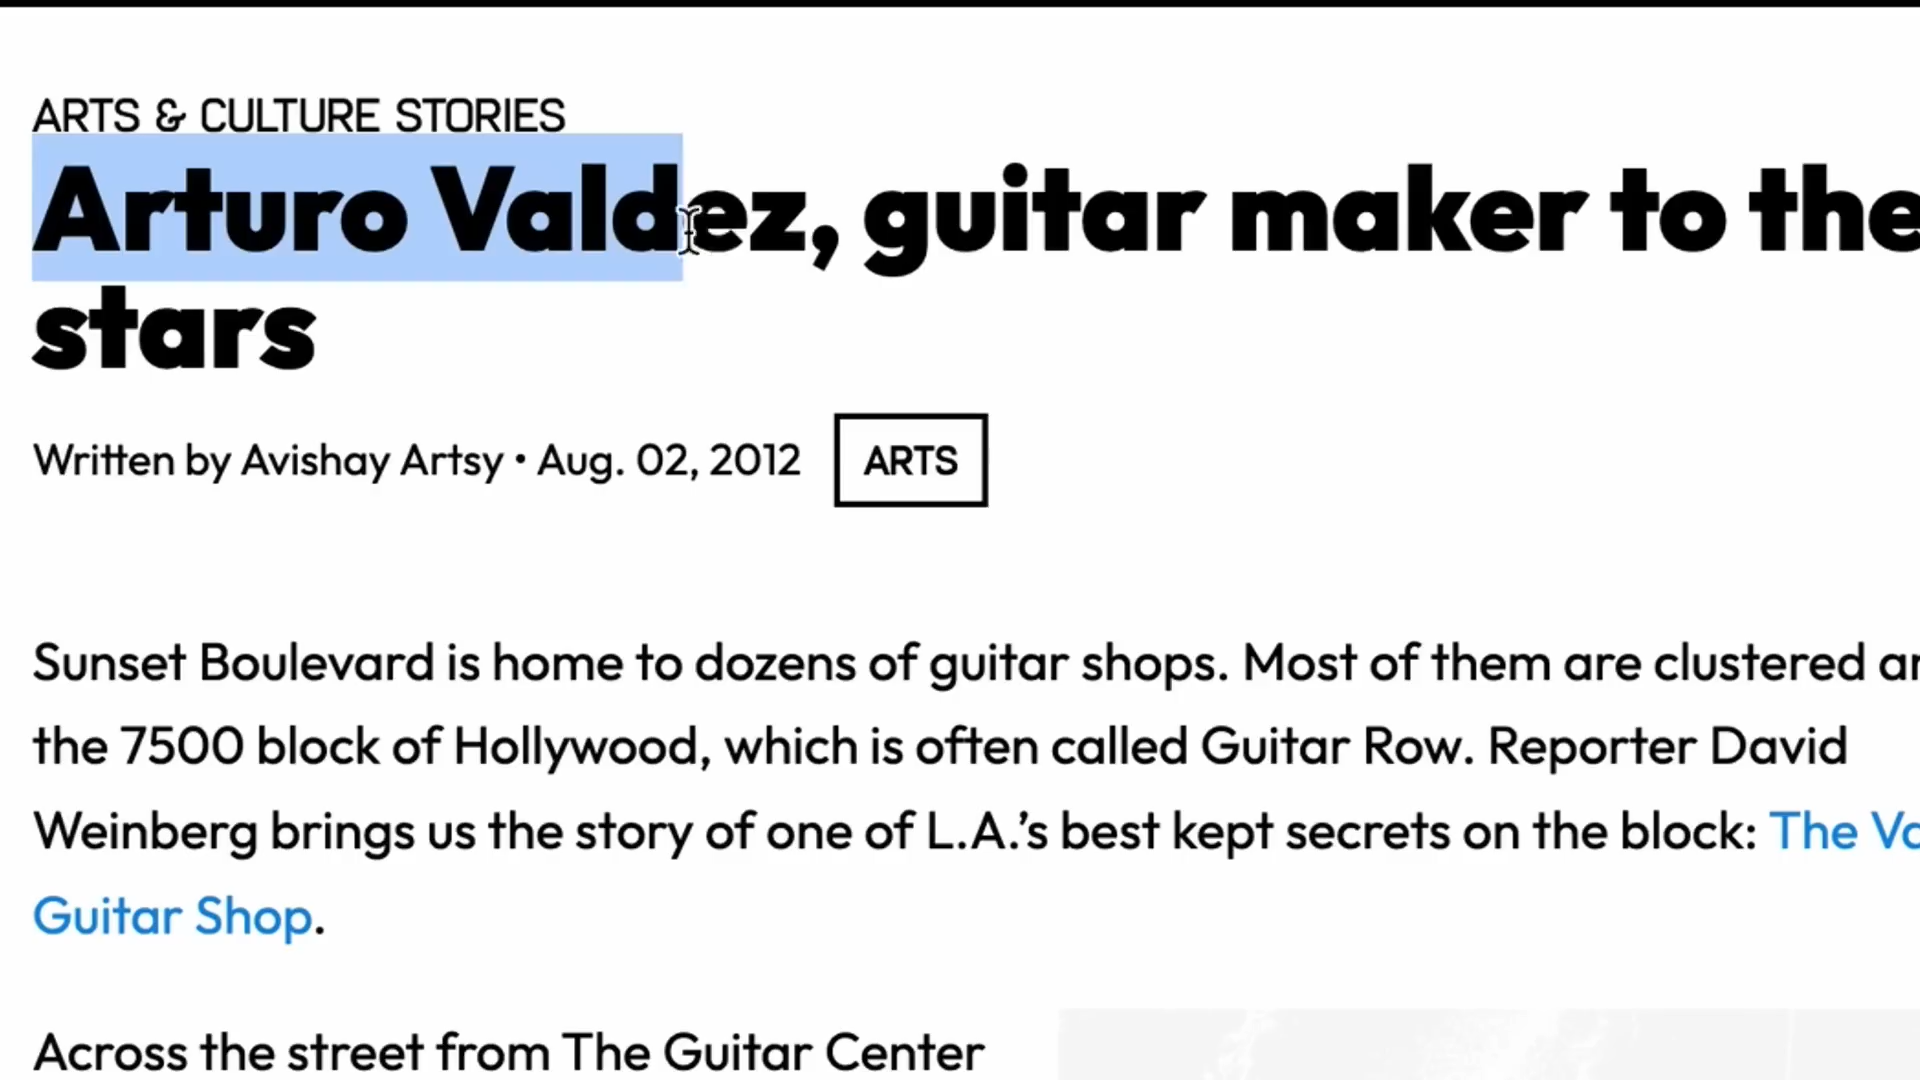 ARTS & CULTURE STORIES
Arturo Valdez, guitar maker to the
stars
Written by Avishay Artsy • Aug. 02, 2012 ARTS
Sunset Boulevard is home to dozens of guitar shops. Most of them are clustered
the 7500 block of Hollywood, which is often called Guitar Row. Reporter David
Weinberg brings us the story of one of L.A.’s best kept secrets on the block: The
Guitar Shop.
Across the street from The Guitar Center